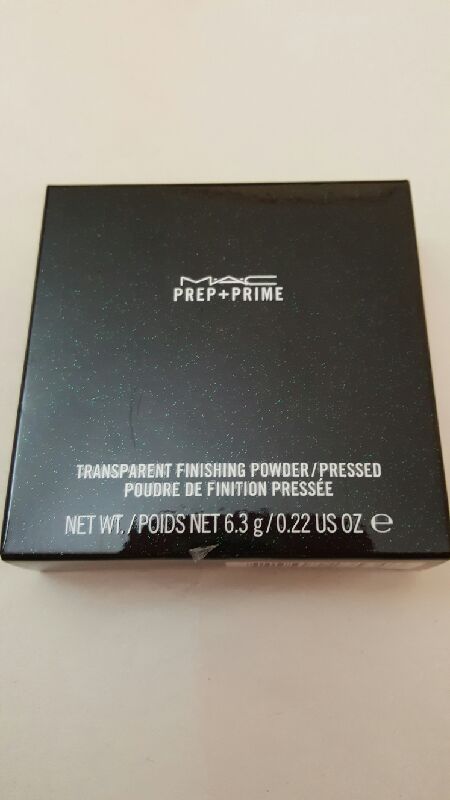 MAC
PREP+PRIME
TRANSPARENT FINISHING POWDER/PRESSED
POUDRE DE FINITION PRESSÉE
NET WT./POIDS NET 6.3 g/0.22 US OZ ℮